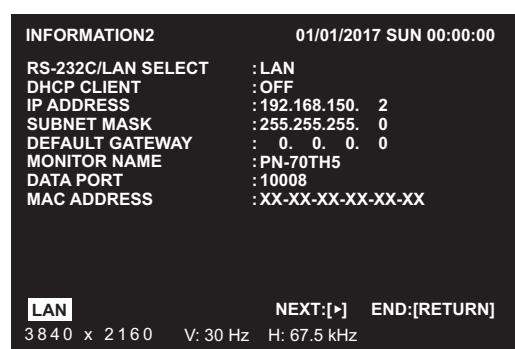 INFORMATION2 01/01/2017 SUN 00:00:00
RS-232C/LAN SELECT :LAN
DHCP CLIENT :OFF
IP ADDRESS :192.168.150. 2
SUBNET MASK :255.255.255. 0
DEFAULT GATEWAY : 0. 0. 0. 0
MONITOR NAME :PN-70TH5
DATA PORT :10008
MAC ADDRESS :XX-XX-XX-XX-XX-XX
LAN NEXT:[▶] END:[RETURN]
3840 x 2160 V: 30 Hz H: 67.5 kHz